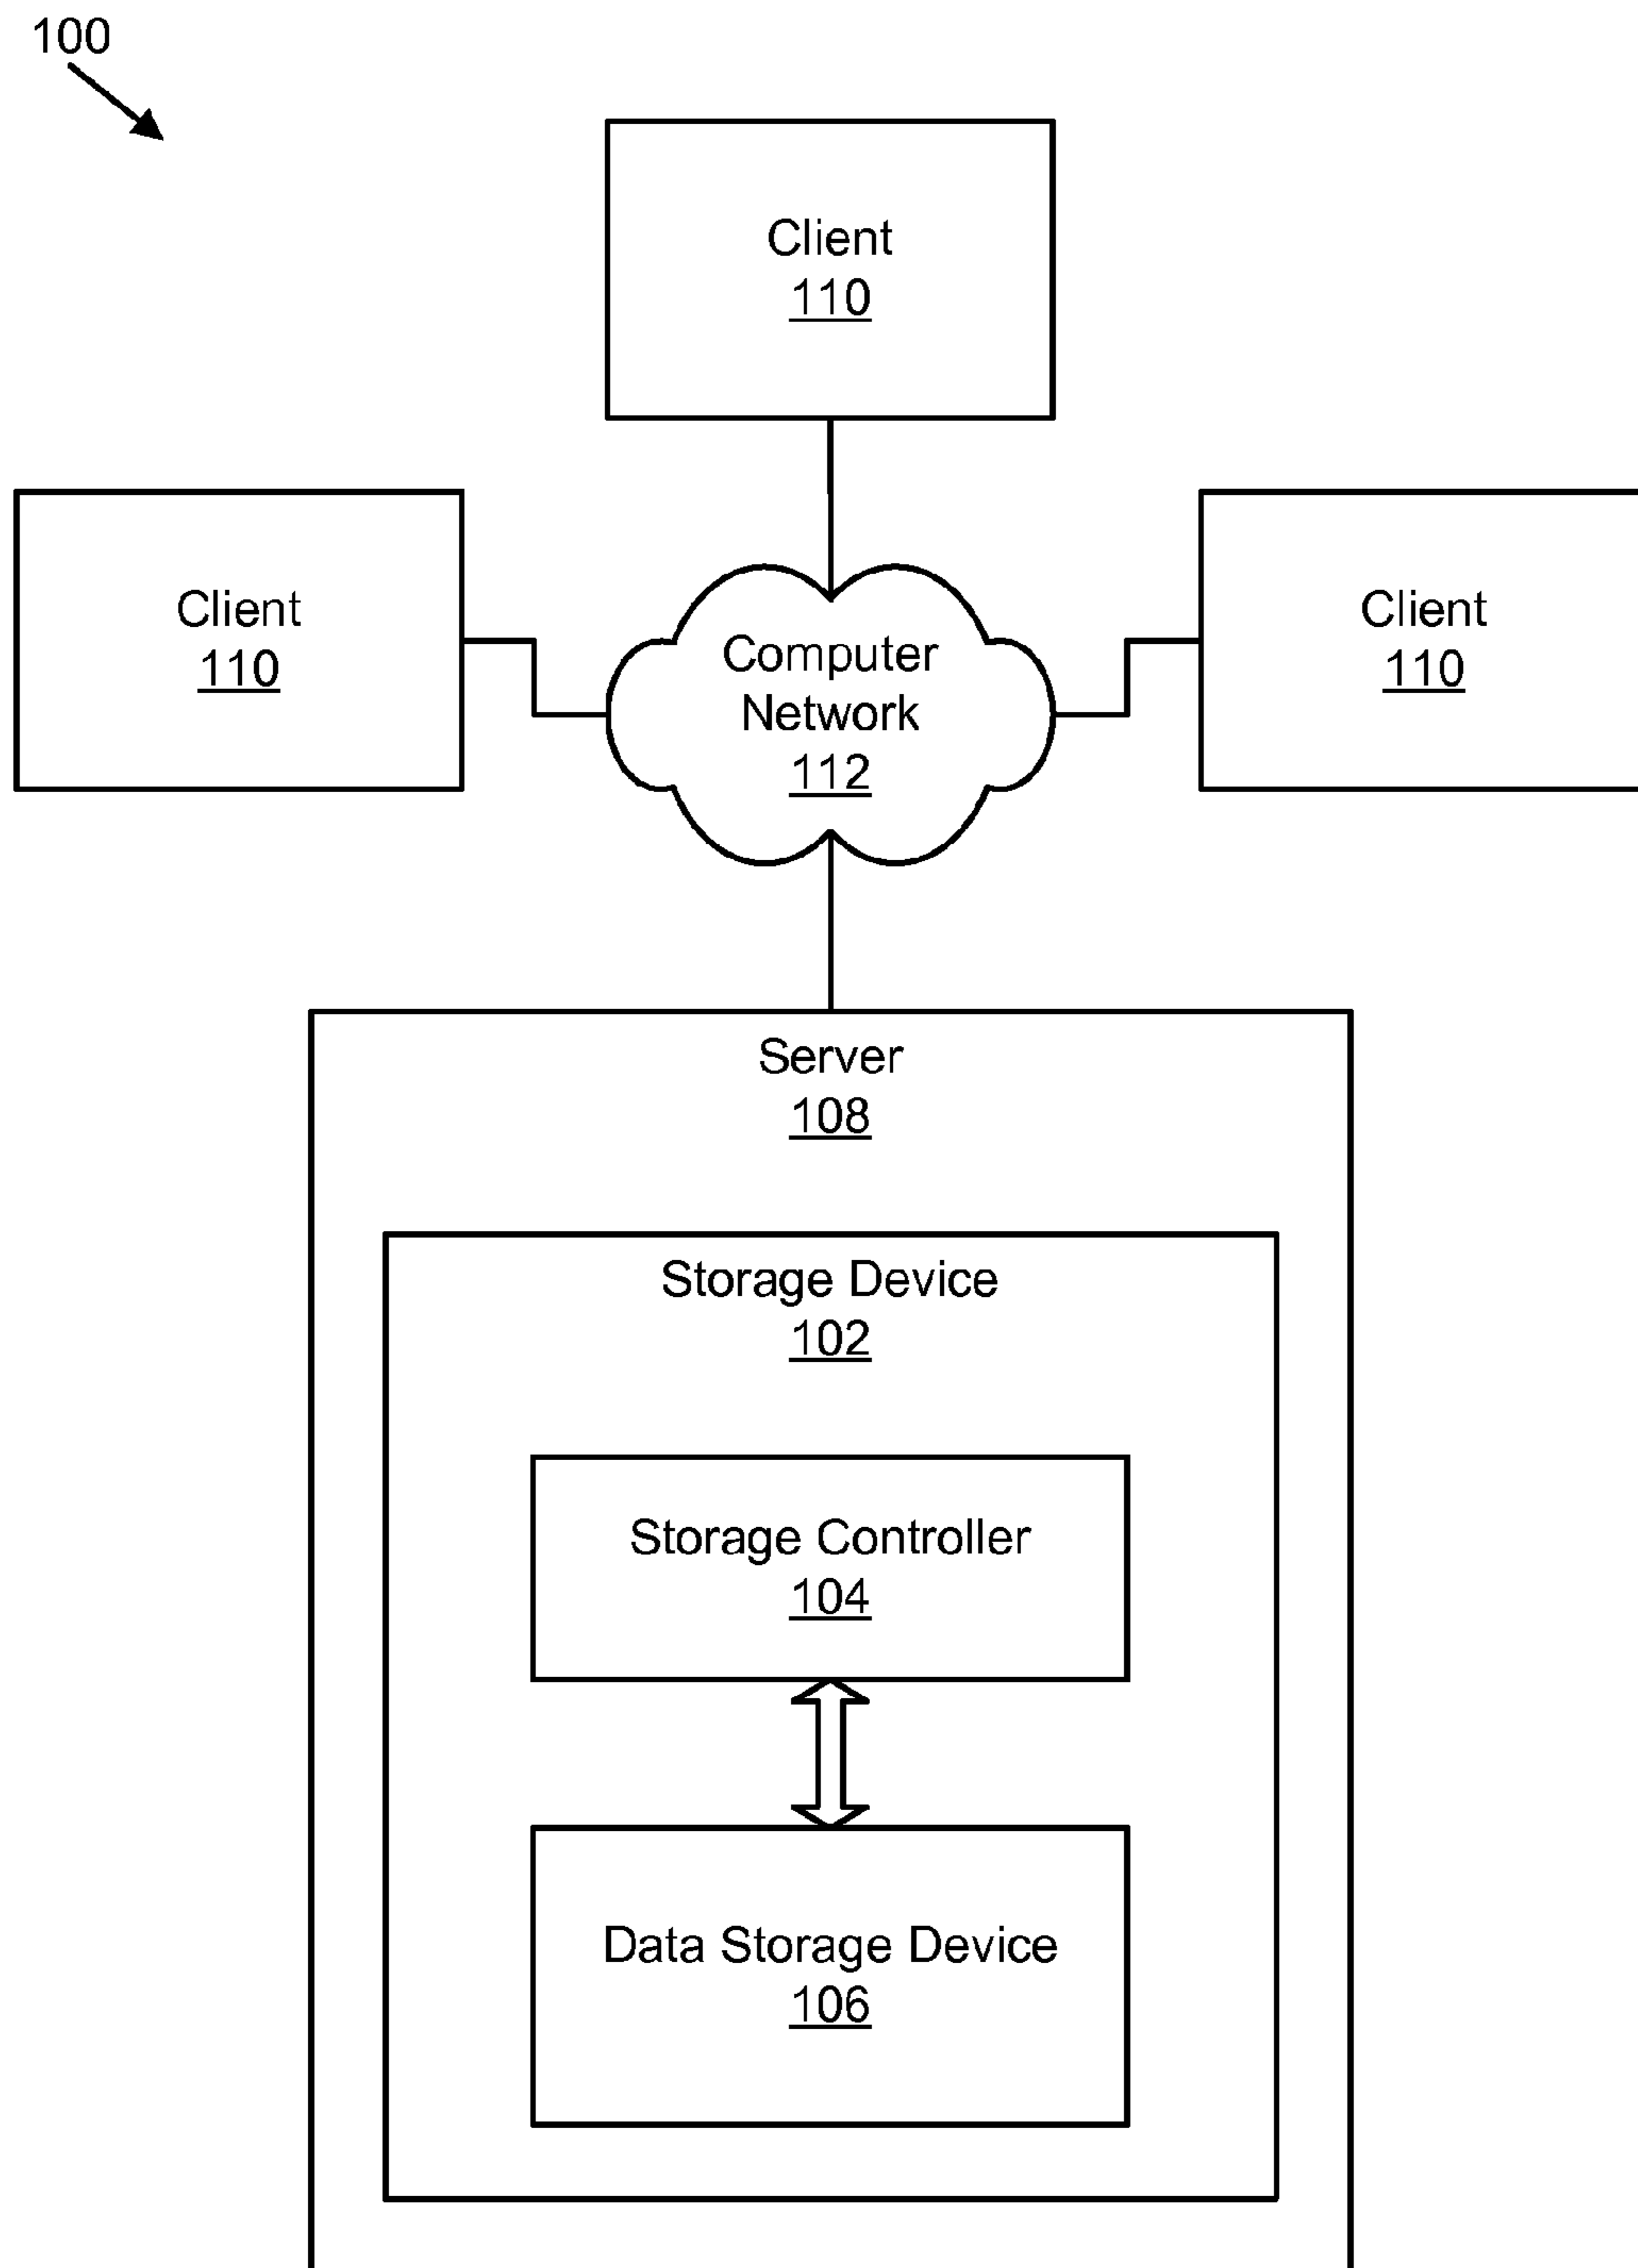 100
Client
110
Client
110
Client
110
Computer
Network
112
Server
108
Storage Device
102
Storage Controller
104
Data Storage Device
106